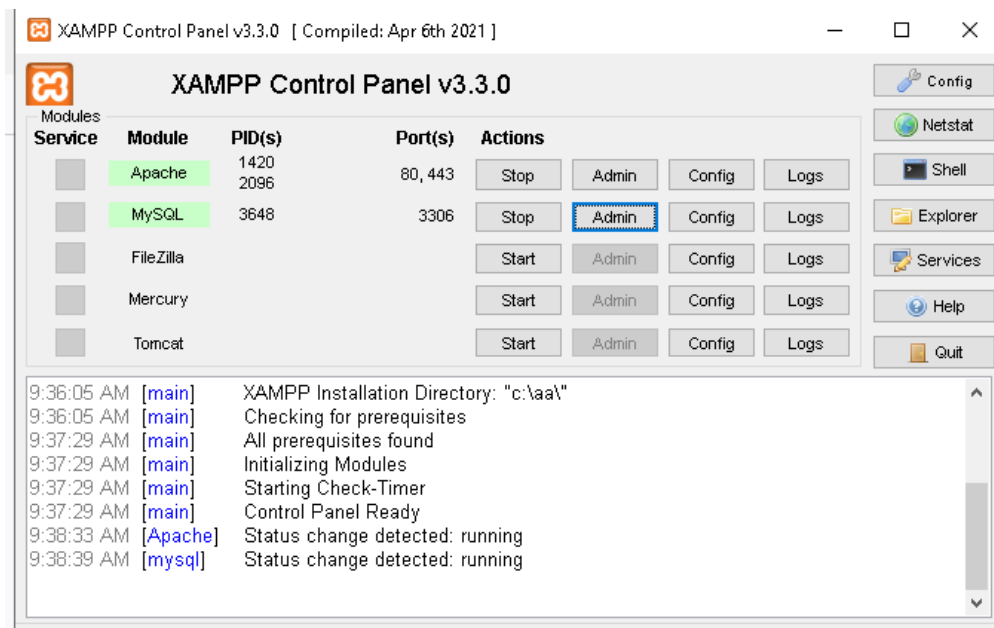 XAMPP Control Panel v3.3.0 [ Compiled: Apr 6th 2021 ]
XAMPP Control Panel v3.3.0
Config
Modules
Service Module PID(s) Port(s) Actions
Netstat
Apache 1420 2096 80, 443 Stop Admin Config Logs
Shell
MySQL 3648 3306 Stop Admin Config Logs
Explorer
FileZilla Start Admin Config Logs
Services
Mercury Start Admin Config Logs
Help
Tomcat Start Admin Config Logs
Quit
9:36:05 AM [main] XAMPP Installation Directory: "c:\aa\"
9:36:05 AM [main] Checking for prerequisites
9:37:29 AM [main] All prerequisites found
9:37:29 AM [main] Initializing Modules
9:37:29 AM [main] Starting Check-Timer
9:37:29 AM [main] Control Panel Ready
9:38:33 AM [Apache] Status change detected: running
9:38:39 AM [mysql] Status change detected: running